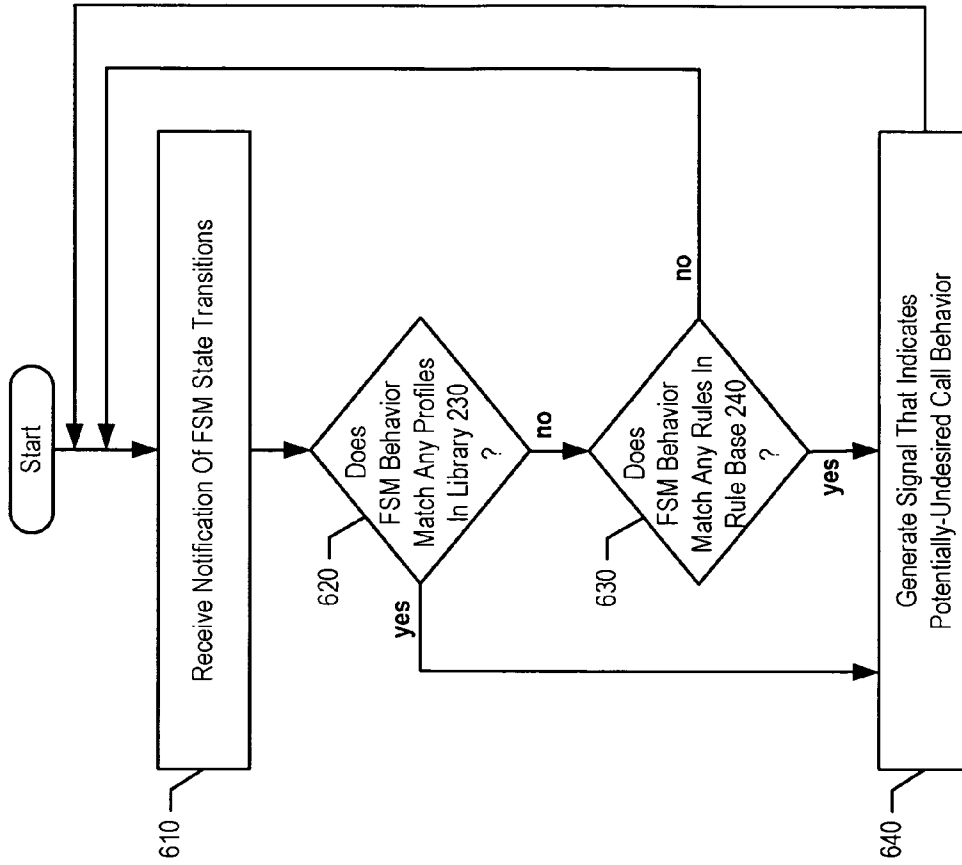 Start
610
Receive Notification Of FSM State Transitions
620
Does
FSM Behavior
Match Any Profiles
In Library 230
?
yes
no
630
Does
FSM Behavior
Match Any Rules In
Rule Base 240
?
no
yes
640
Generate Signal That Indicates
Potentially-Undesired Call Behavior